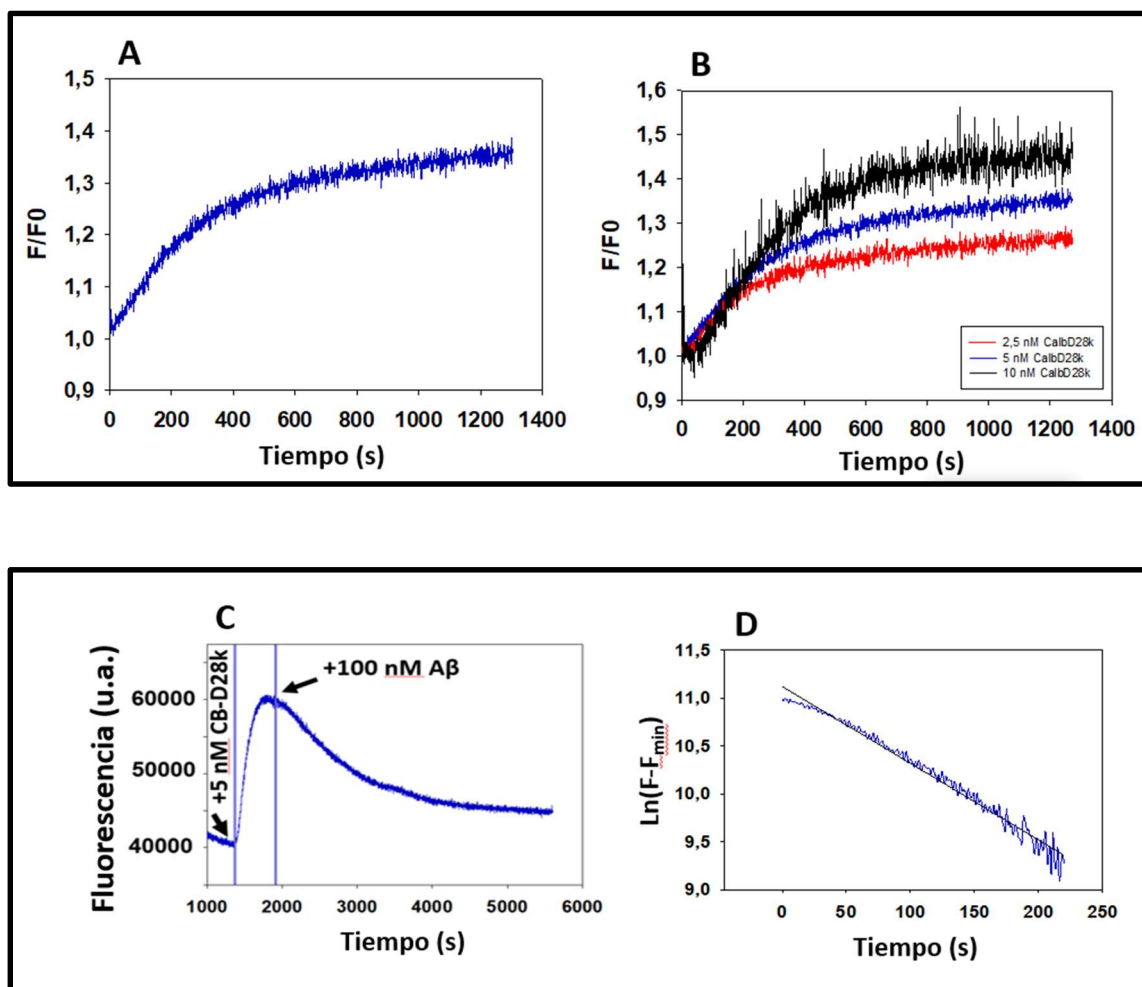 A
1,5
1,4
1,3
1,2
1,1
1,0
0,9
F/F0
0 200 400 600 800 1000 1200 1400
Tiempo (s)
B
1,6
1,5
1,4
1,3
1,2
1,1
1,0
0,9
F/F0
2,5 nM CalbD28k
5 nM CalbD28k
10 nM CalbD28k
0 200 400 600 800 1000 1200 1400
Tiempo (s)
C
Fluorescencia (u.a.)
60000
50000
40000
+5 nM CB-D28k
+100 nM Aβ
1000 2000 3000 4000 5000 6000
Tiempo (s)
D
11,5
11,0
10,5
10,0
9,5
9,0
Ln(F-Fmin)
0 50 100 150 200 250
Tiempo (s)